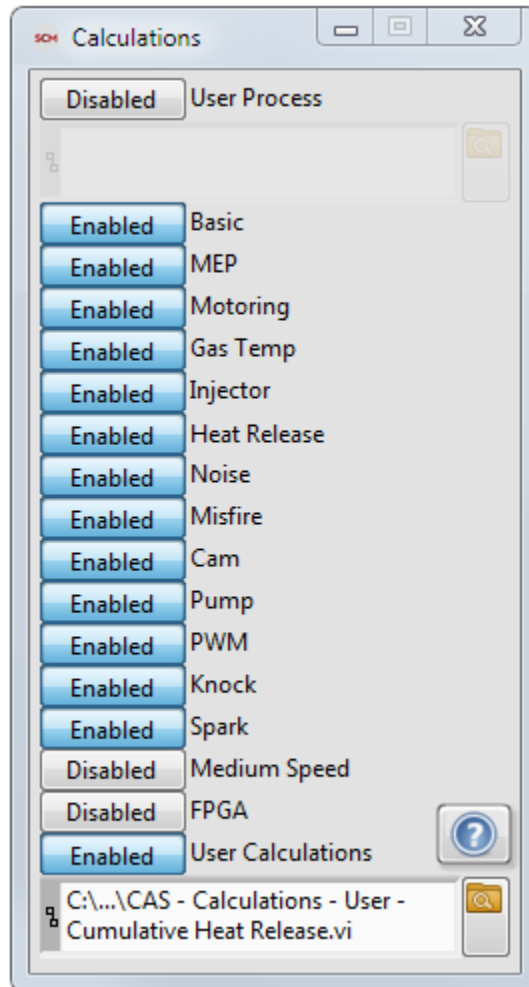 SCM Calculations
Disabled User Process
Enabled Basic
Enabled MEP
Enabled Motoring
Enabled Gas Temp
Enabled Injector
Enabled Heat Release
Enabled Noise
Enabled Misfire
Enabled Cam
Enabled Pump
Enabled PWM
Enabled Knock
Enabled Spark
Disabled Medium Speed
Disabled FPGA
Enabled User Calculations
?
C:\...\CAS - Calculations - User -
Cumulative Heat Release.vi